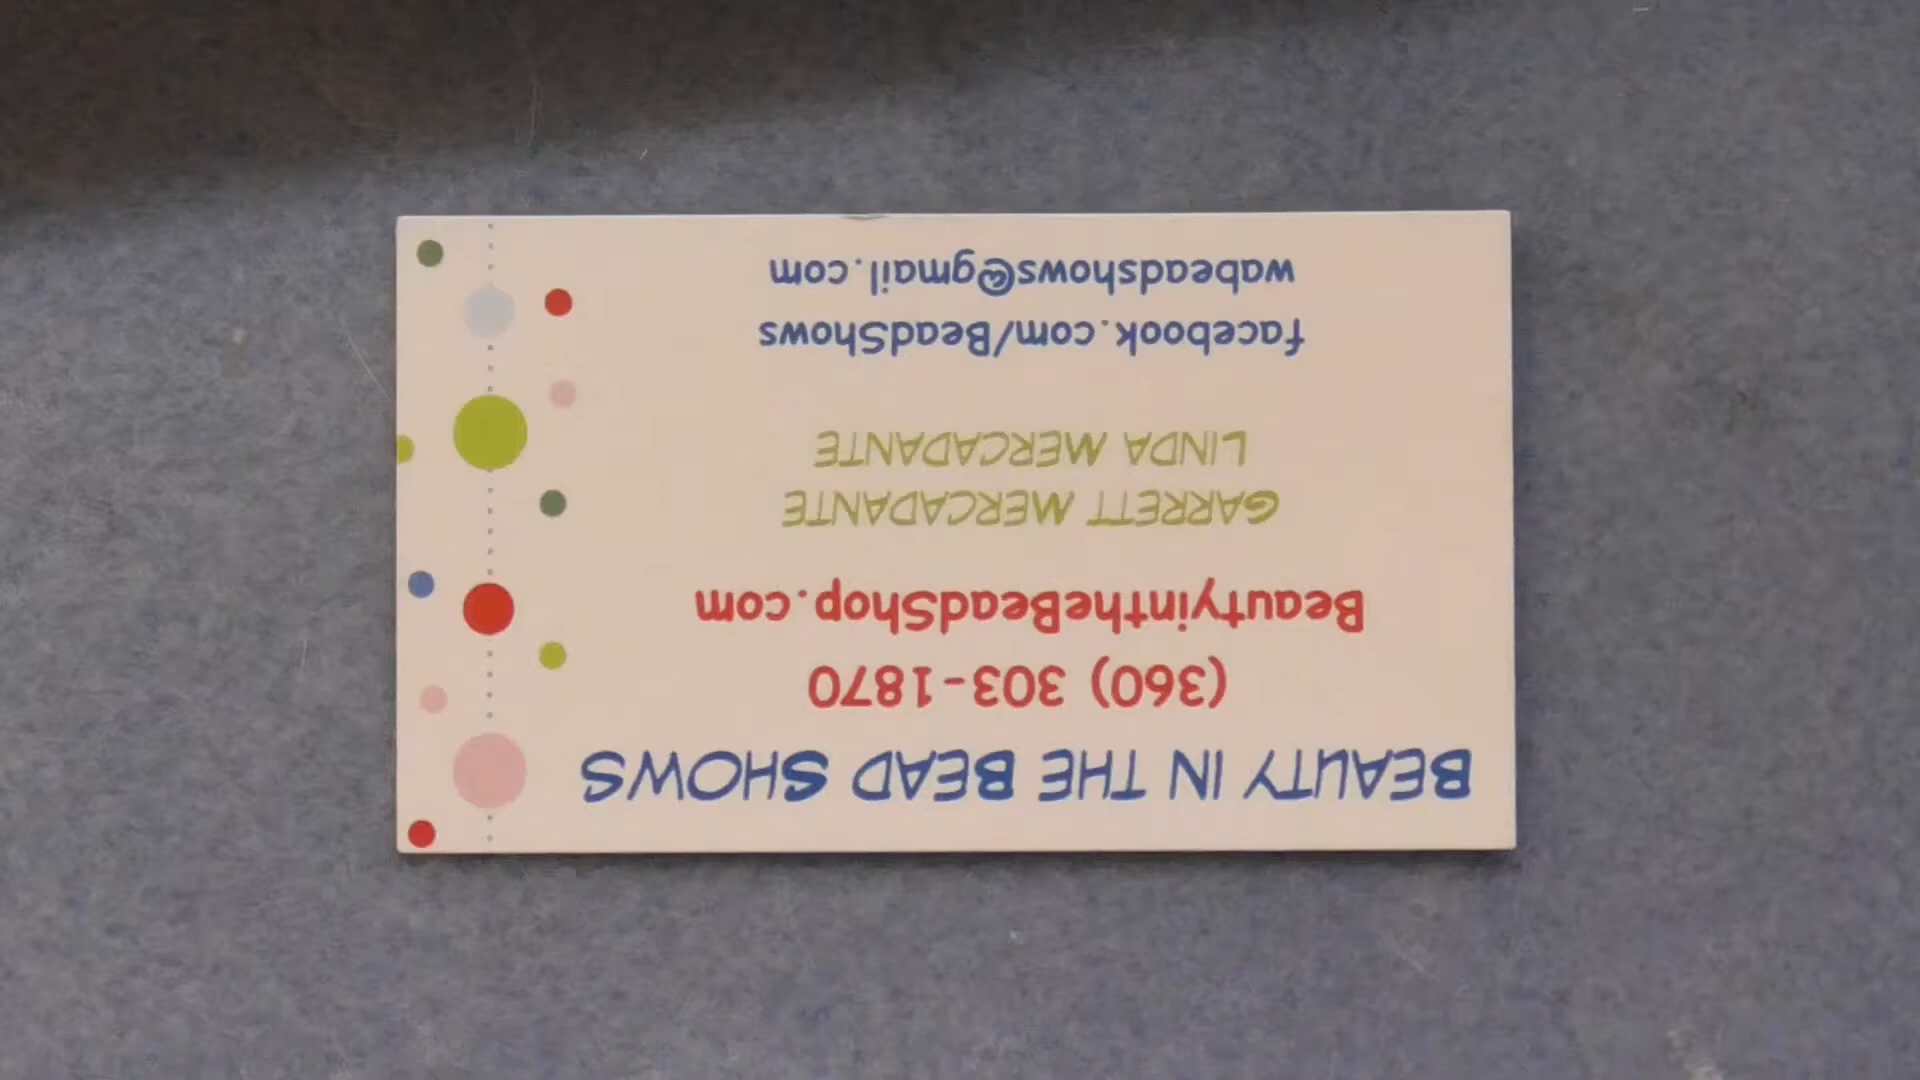 BEAUTY IN THE BEAD SHOWS
(360) 303-1870
BeautyintheBeadShop.com
GARRETT MERCADANTE
LINDA MERCADANTE
facebook.com/BeadShows
wabeadshows@gmail.com